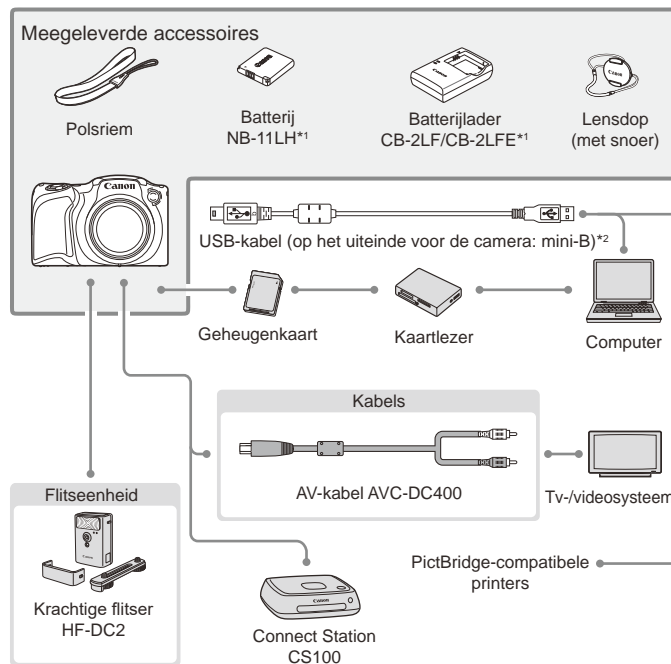 Meegeleverde accessoires
Polsriem
Batterij
NB-11LH*1
Batterijlader
CB-2LF/CB-2LFE*1
Lensdop
(met snoer)
Canon
USB-kabel (op het uiteinde voor de camera: mini-B)*2
Geheugenkaart
Kaartlezer
Computer
Kabels
AV-kabel AVC-DC400
Tv-/videosysteem
Flitseenheid
Krachtige flitser
HF-DC2
PictBridge-compatibele
printers
Canon
Connect Station
CS100